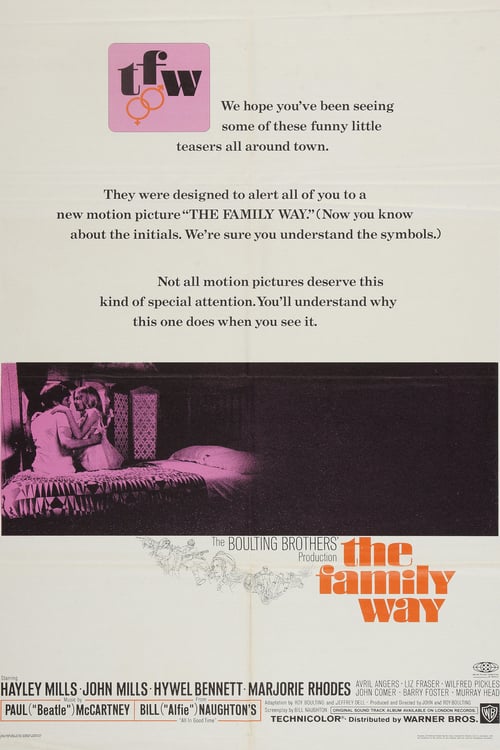 tfw
We hope you've been seeing
some of these funny little
teasers all around town.
They were designed to alert all of you to a
new motion picture “THE FAMILY WAY.” (Now you know
about the initials. We're sure you understand the symbols.)
Not all motion pictures deserve this
kind of special attention. You'll understand why
this one does when you see it.
The BOULTING BROTHERS'
Production
the
family
way
Starring
HAYLEY MILLS · JOHN MILLS · HYWEL BENNETT · MARJORIE RHODES
AVRIL ANGERS · LIZ FRASER · WILFRED PICKLES
JOHN COMER · BARRY FOSTER · MURRAY HEAD
Music by
PAUL ("Beatle") McCARTNEY
From
BILL ("Alfie") NAUGHTON'S
"All in Good Time"
Adaptation by ROY BOULTING and JEFFREY DELL · Produced and Directed by JOHN and ROY BOULTING
Screenplay by BILL NAUGHTON
ORIGINAL SOUND TRACK ALBUM AVAILABLE ON LONDON RECORDS
TECHNICOLOR® · Distributed by WARNER BROS.
WB